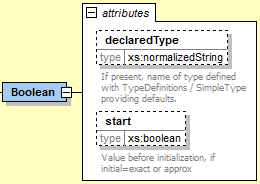 attributes
declaredType
type xs:normalizedString
If present, name of type defined
with TypeDefinitions / SimpleType
providing defaults.
Boolean
start
type xs:boolean
Value before initialization, if
initial=exact or approx